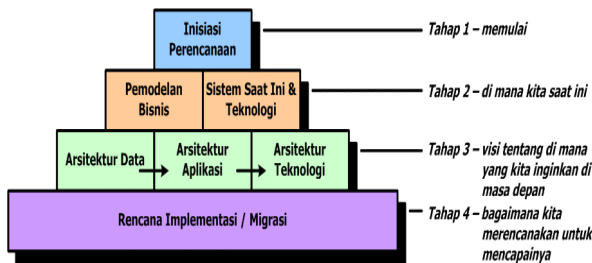 Inisiasi
Perencanaan
Tahap 1 – memulai
Pemodelan
Bisnis
Sistem Saat Ini &
Teknologi
Tahap 2 – di mana kita saat ini
Arsitektur Data
Arsitektur
Aplikasi
Arsitektur
Teknologi
Tahap 3 – visi tentang di mana
yang kita inginkan di
masa depan
Rencana Implementasi / Migrasi
Tahap 4 – bagaimana kita
merencanakan untuk
mencapainya